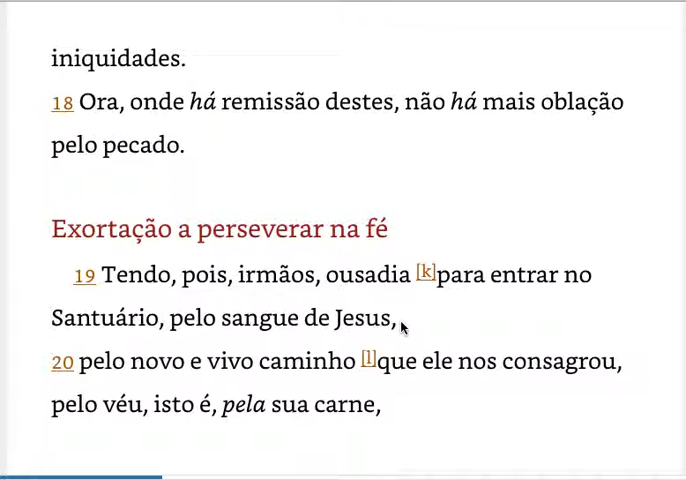 iniquidades.
18 Ora, onde há remissão destes, não há mais oblação
pelo pecado.
Exortação a perseverar na fé
19 Tendo, pois, irmãos, ousadia [k]para entrar no
Santuário, pelo sangue de Jesus,
20 pelo novo e vivo caminho [l]que ele nos consagrou,
pelo véu, isto é, pela sua carne,